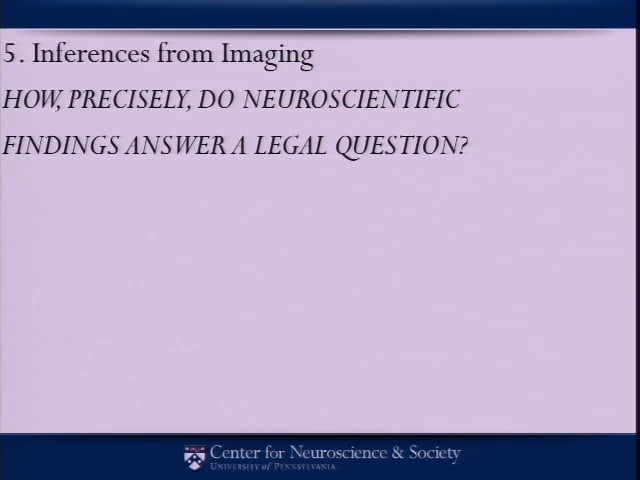 5. Inferences from Imaging
HOW, PRECISELY, DO NEUROSCIENTIFIC
FINDINGS ANSWER A LEGAL QUESTION?
Center for Neuroscience & Society
UNIVERSITY of PENNSYLVANIA